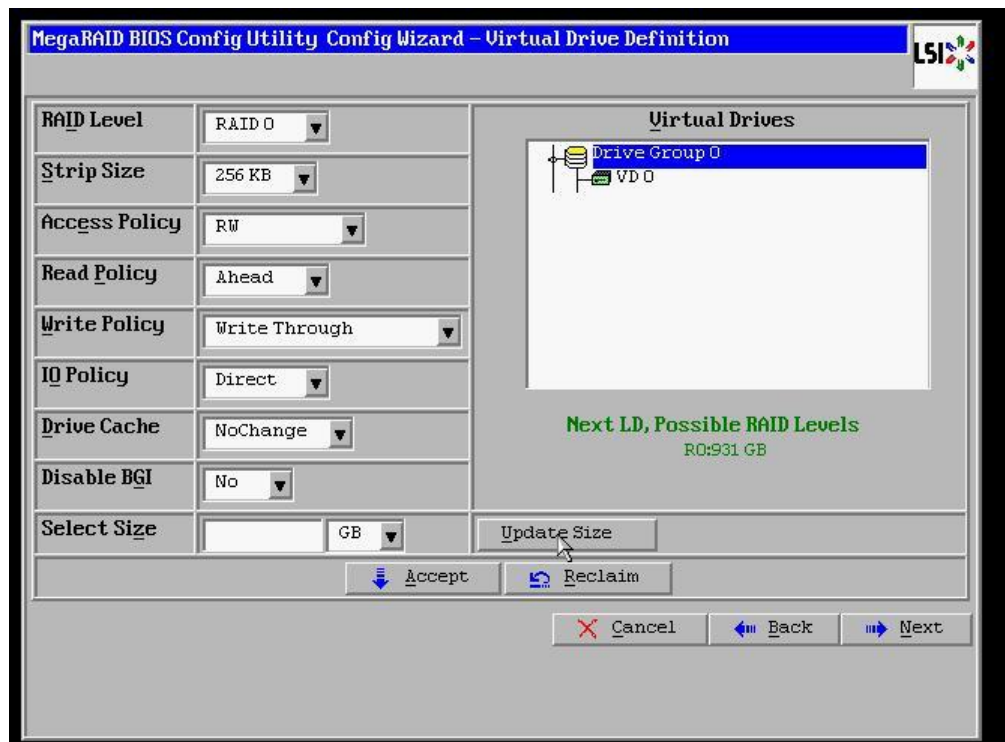 MegaRAID BIOS Config Utility Config Wizard - Virtual Drive Definition
LSI
RAID Level
RAID 0
Strip Size
256 KB
Access Policy
RW
Read Policy
Ahead
Write Policy
Write Through
IO Policy
Direct
Drive Cache
NoChange
Disable BGI
No
Select Size
GB
Update Size
Virtual Drives
Drive Group 0
VD 0
Next LD, Possible RAID Levels
R0:931 GB
Accept
Reclaim
Cancel
Back
Next